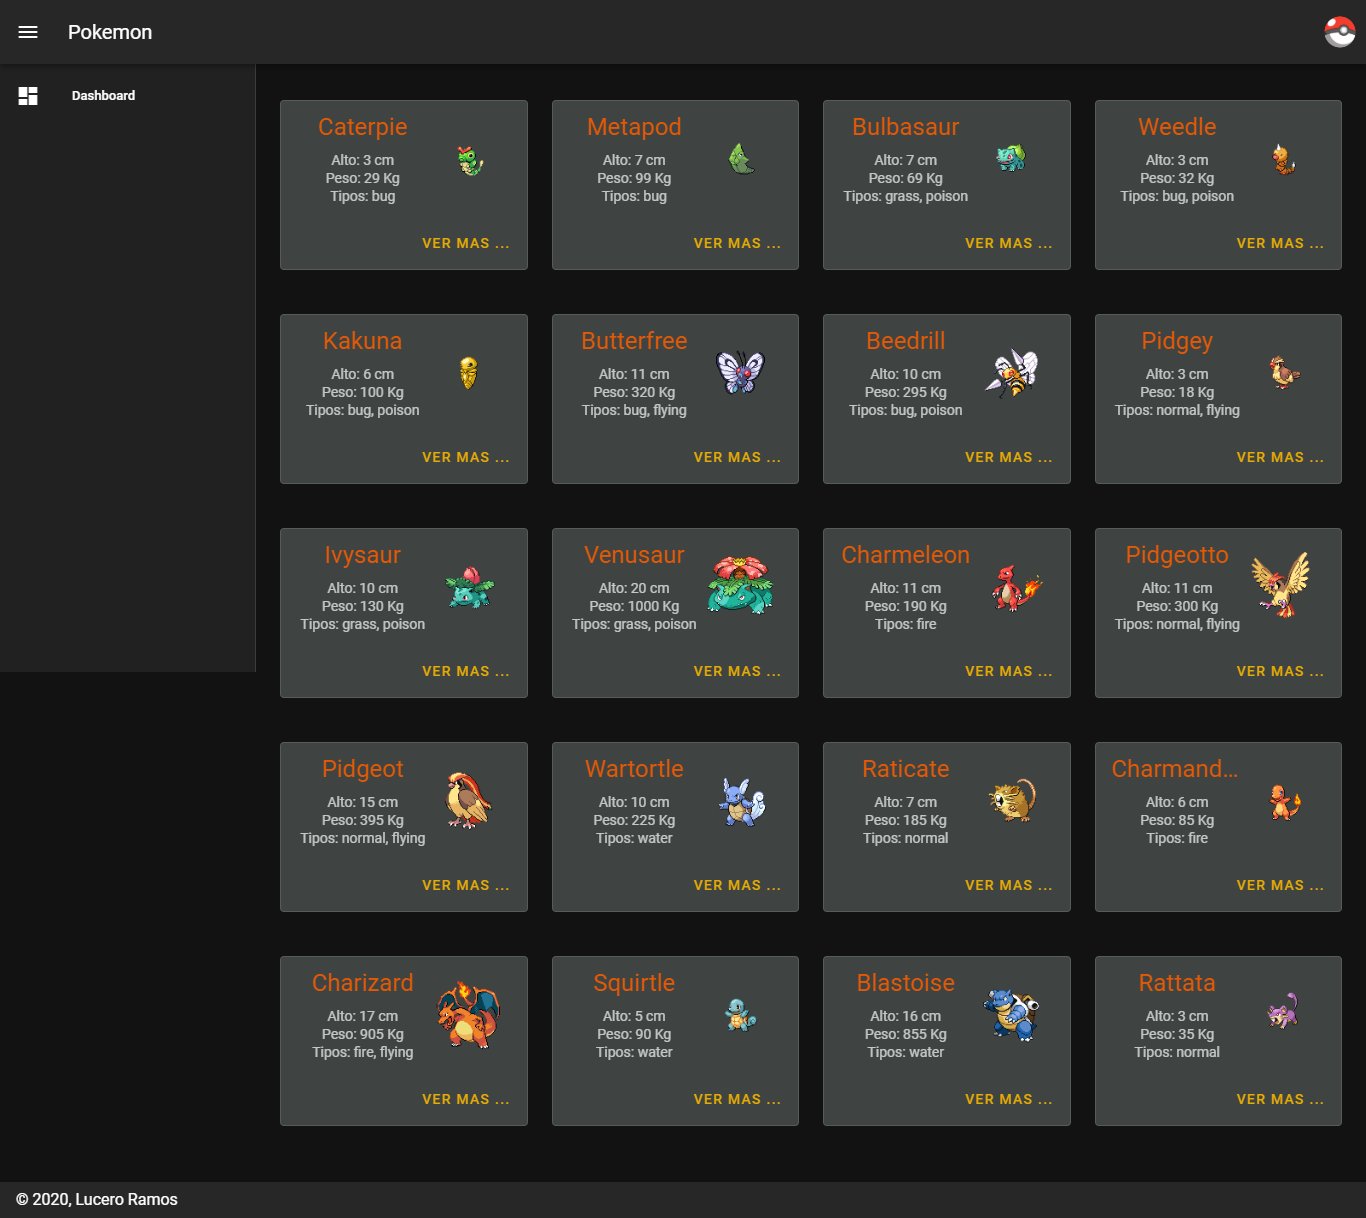 Pokemon
Dashboard
Caterpie
Alto: 3 cm
Peso: 29 Kg
Tipos: bug
VER MAS ...
Metapod
Alto: 7 cm
Peso: 99 Kg
Tipos: bug
VER MAS ...
Bulbasaur
Alto: 7 cm
Peso: 69 Kg
Tipos: grass, poison
VER MAS ...
Weedle
Alto: 3 cm
Peso: 32 Kg
Tipos: bug, poison
VER MAS ...
Kakuna
Alto: 6 cm
Peso: 100 Kg
Tipos: bug, poison
VER MAS ...
Butterfree
Alto: 11 cm
Peso: 320 Kg
Tipos: bug, flying
VER MAS ...
Beedrill
Alto: 10 cm
Peso: 295 Kg
Tipos: bug, poison
VER MAS ...
Pidgey
Alto: 3 cm
Peso: 18 Kg
Tipos: normal, flying
VER MAS ...
Ivysaur
Alto: 10 cm
Peso: 130 Kg
Tipos: grass, poison
VER MAS ...
Venusaur
Alto: 20 cm
Peso: 1000 Kg
Tipos: grass, poison
VER MAS ...
Charmeleon
Alto: 11 cm
Peso: 190 Kg
Tipos: fire
VER MAS ...
Pidgeotto
Alto: 11 cm
Peso: 300 Kg
Tipos: normal, flying
VER MAS ...
Pidgeot
Alto: 15 cm
Peso: 395 Kg
Tipos: normal, flying
VER MAS ...
Wartortle
Alto: 10 cm
Peso: 225 Kg
Tipos: water
VER MAS ...
Raticate
Alto: 7 cm
Peso: 185 Kg
Tipos: normal
VER MAS ...
Charmand...
Alto: 6 cm
Peso: 85 Kg
Tipos: fire
VER MAS ...
Charizard
Alto: 17 cm
Peso: 905 Kg
Tipos: fire, flying
VER MAS ...
Squirtle
Alto: 5 cm
Peso: 90 Kg
Tipos: water
VER MAS ...
Blastoise
Alto: 16 cm
Peso: 855 Kg
Tipos: water
VER MAS ...
Rattata
Alto: 3 cm
Peso: 35 Kg
Tipos: normal
VER MAS ...
© 2020, Lucero Ramos